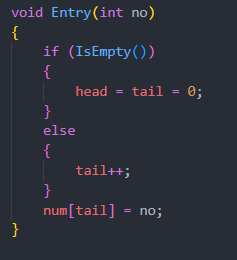 void Entry(int no)
{
    if (IsEmpty())
    {
        head = tail = 0;
    }
    else
    {
        tail++;
    }
    num[tail] = no;
}